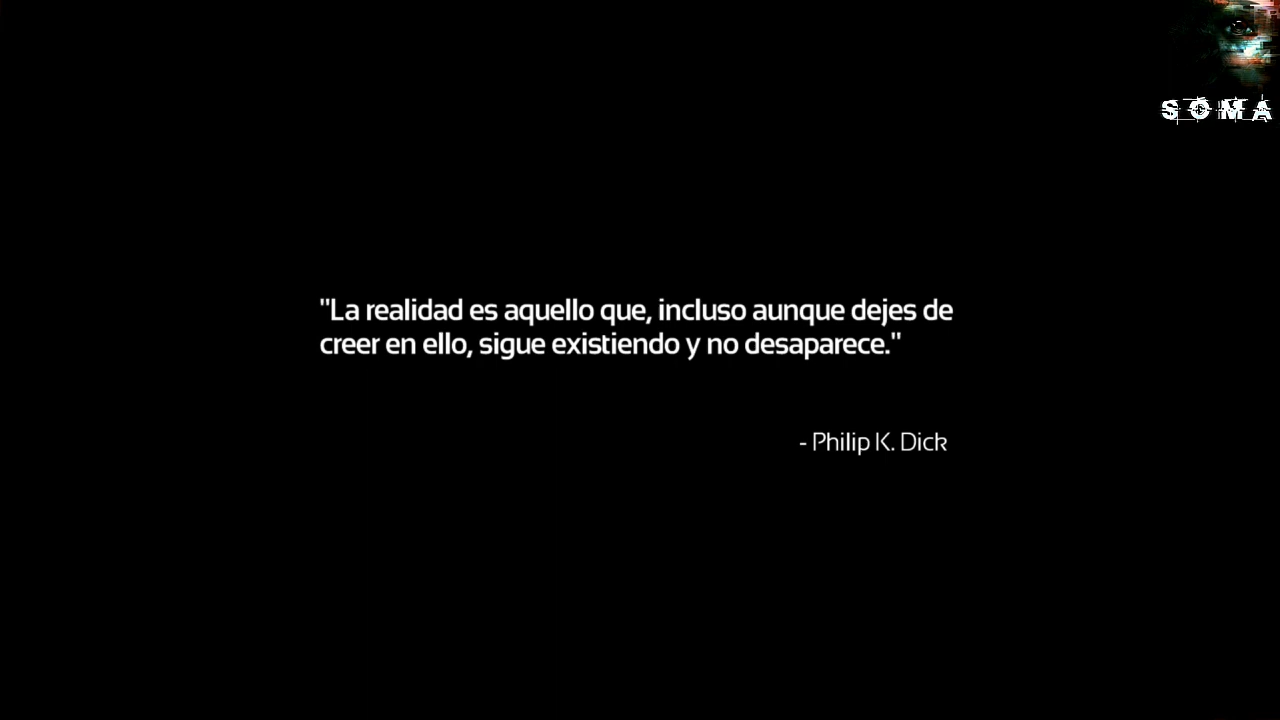 SOMA
"La realidad es aquello que, incluso aunque dejes de
creer en ello, sigue existiendo y no desaparece."
- Philip K. Dick